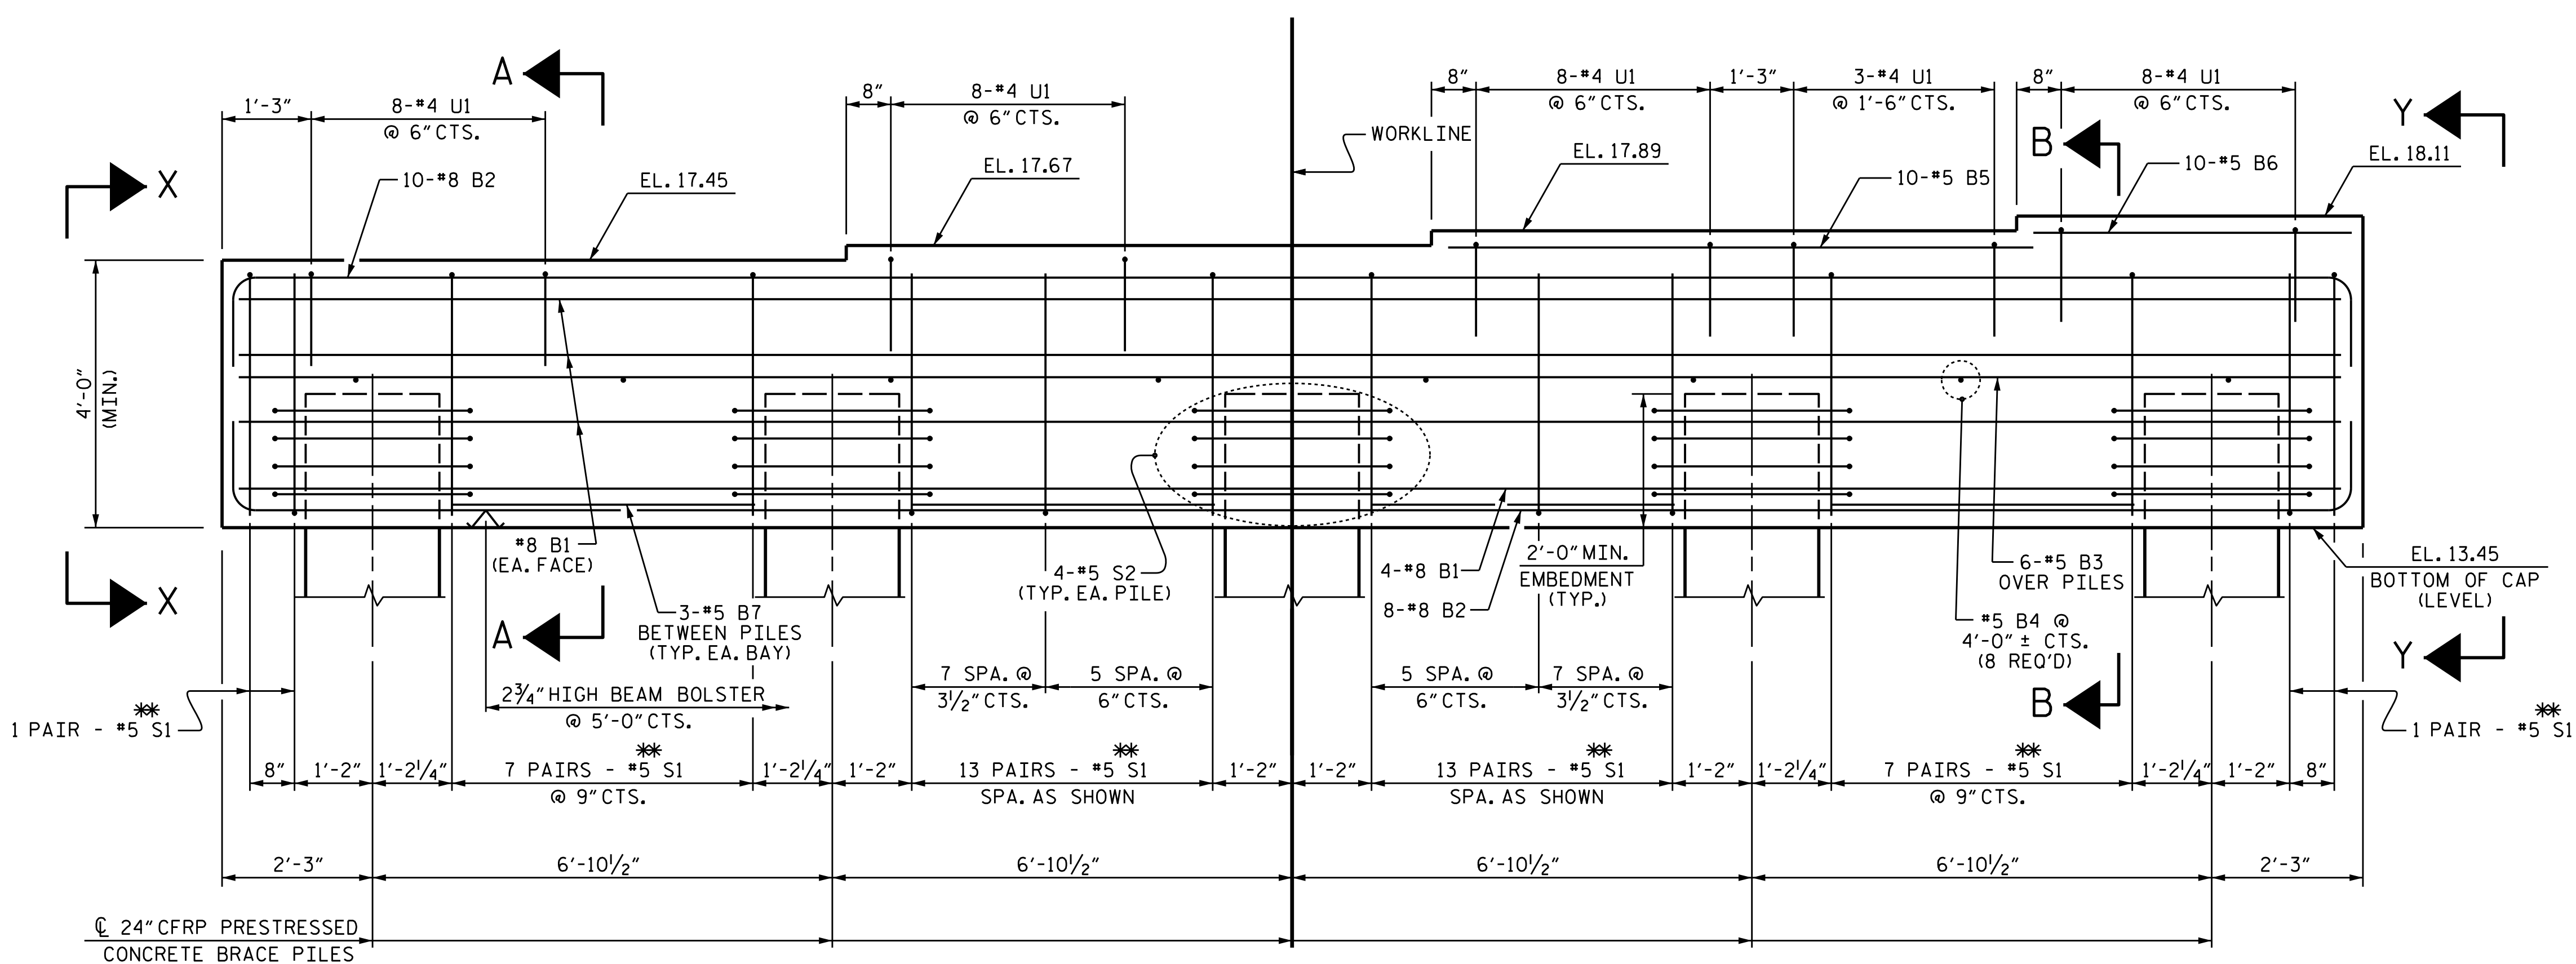 A
8"
8-#4 U1
@ 6"CTS.
1'-3"
3-#4 U1
@ 1'-6"CTS.
8"
8-#4 U1
@ 6"CTS.
1'-3"
8-#4 U1
@ 6"CTS.
8"
8-#4 U1
@ 6"CTS.
WORKLINE
Y
B
EL. 17.89
EL. 18.11
X
10-#8 B2
EL. 17.45
EL. 17.67
10-#5 B5
10-#5 B6
4'-0"
(MIN.)
#8 B1
(EA. FACE)
4-#5 S2
(TYP. EA. PILE)
4-#8 B1
8-#8 B2
2'-0"MIN.
EMBEDMENT
(TYP.)
6-#5 B3
OVER PILES
EL. 13.45
BOTTOM OF CAP
(LEVEL)
X
A
3-#5 B7
BETWEEN PILES
(TYP. EA. BAY)
#5 B4 @
4'-0" ± CTS.
(8 REQ'D)
Y
B
7 SPA. @
3½"CTS.
5 SPA. @
6"CTS.
5 SPA. @
6"CTS.
7 SPA. @
3½"CTS.
2¾"HIGH BEAM BOLSTER
@ 5'-0"CTS.
**
1 PAIR - #5 S1
**
1 PAIR - #5 S1
8"
1'-2"
1'-2¼"
**
7 PAIRS - #5 S1
@ 9"CTS.
1'-2¼"
1'-2"
**
13 PAIRS - #5 S1
SPA. AS SHOWN
1'-2"
1'-2"
**
13 PAIRS - #5 S1
SPA. AS SHOWN
1'-2"
1'-2¼"
**
7 PAIRS - #5 S1
@ 9"CTS.
1'-2¼"
1'-2"
8"
2'-3"
6'-10½"
6'-10½"
6'-10½"
6'-10½"
2'-3"
℄ 24"CFRP PRESTRESSED
CONCRETE BRACE PILES